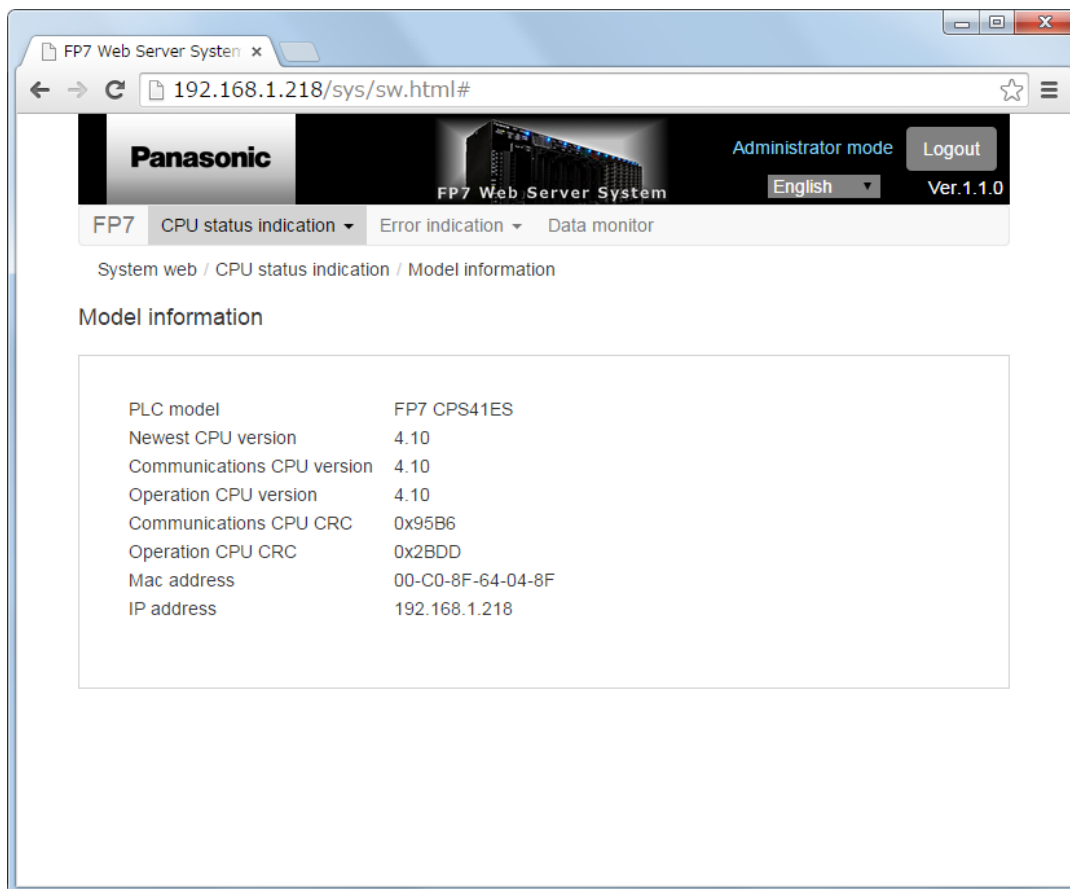 FP7 Web Server System
192.168.1.218/sys/sw.html#
Panasonic
FP7 Web Server System
Administrator mode
Logout
English
Ver.1.1.0
FP7 CPU status indication Error indication Data monitor
System web / CPU status indication / Model information
Model information
PLC model FP7 CPS41ES
Newest CPU version 4.10
Communications CPU version 4.10
Operation CPU version 4.10
Communications CPU CRC 0x95B6
Operation CPU CRC 0x2BDD
Mac address 00-C0-8F-64-04-8F
IP address 192.168.1.218